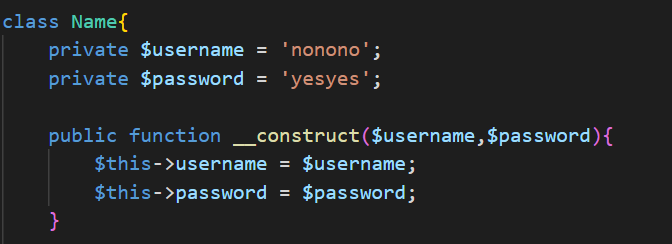 class Name{
    private $username = 'nonono';
    private $password = 'yesyes';

    public function __construct($username,$password){
        $this->username = $username;
        $this->password = $password;
    }